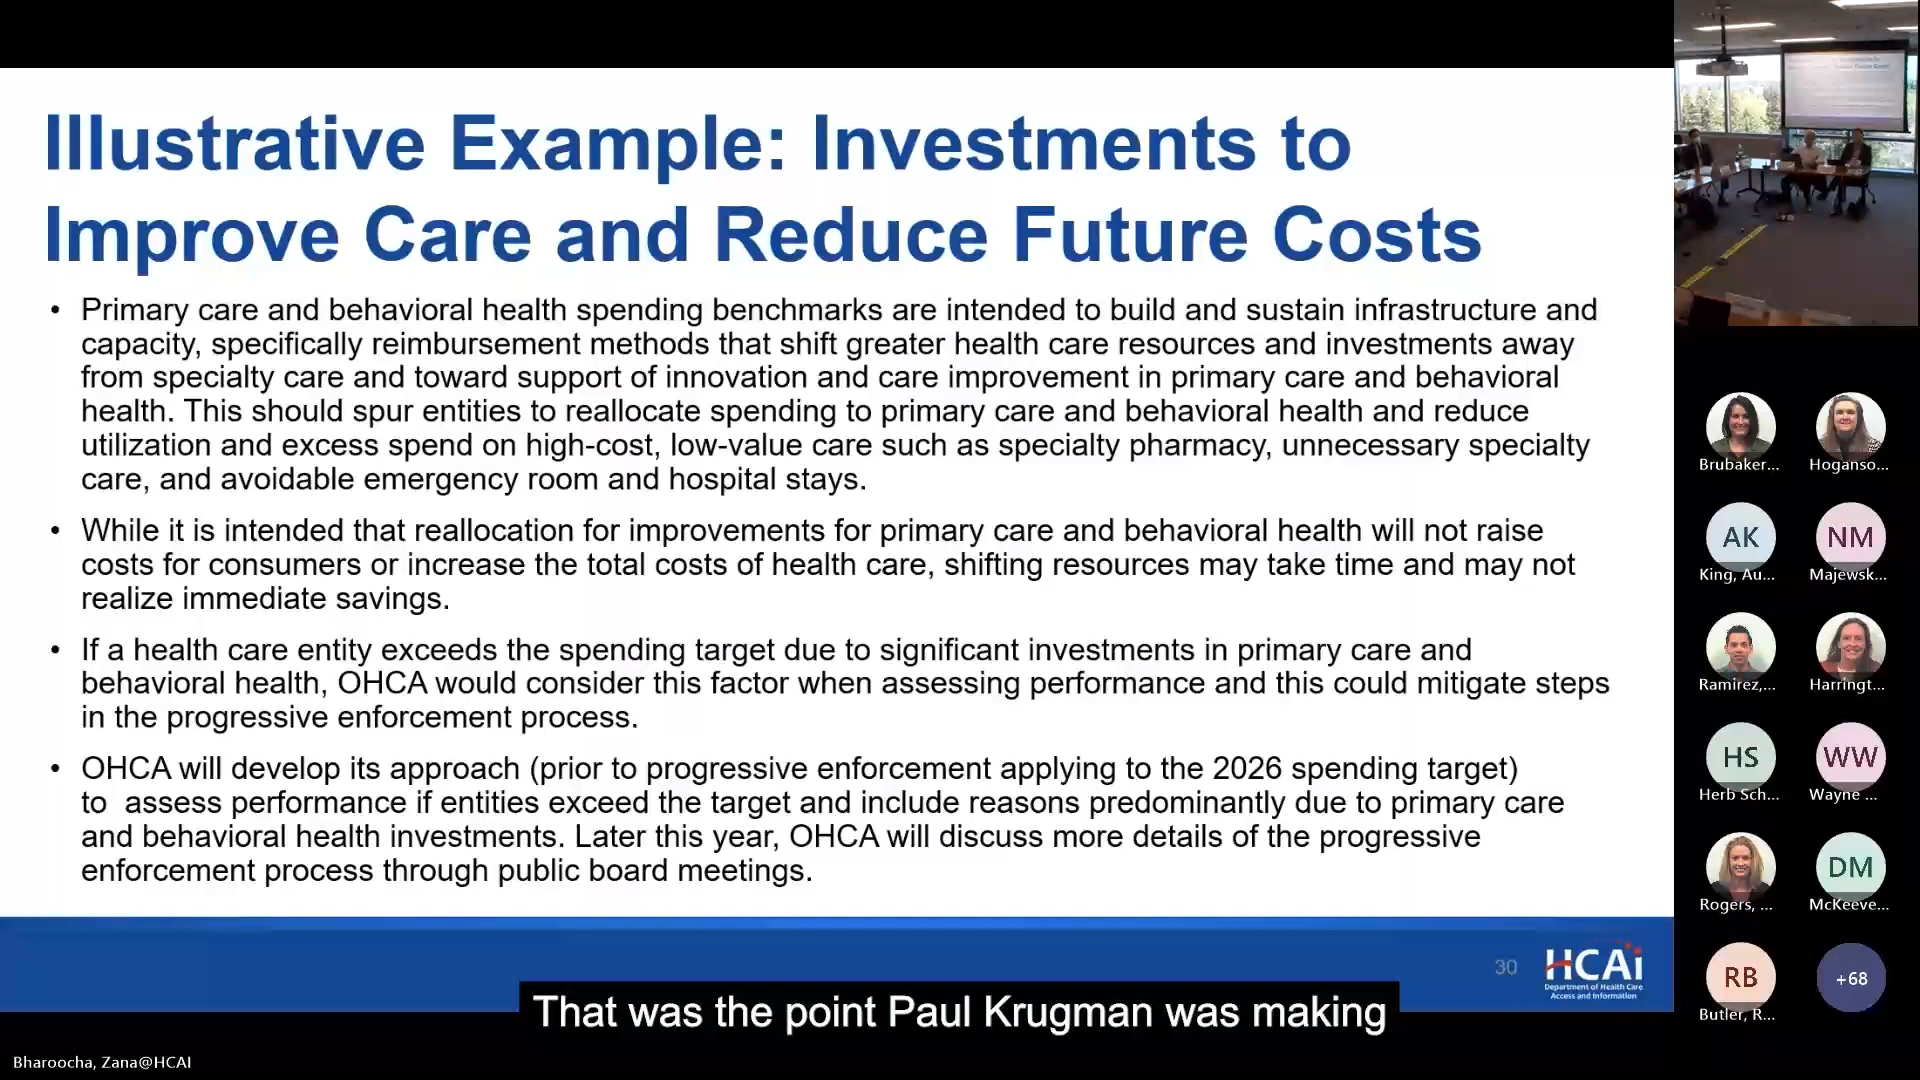 Illustrative Example: Investments to
Improve Care and Reduce Future Costs
• Primary care and behavioral health spending benchmarks are intended to build and sustain infrastructure and
capacity, specifically reimbursement methods that shift greater health care resources and investments away
from specialty care and toward support of innovation and care improvement in primary care and behavioral
health. This should spur entities to reallocate spending to primary care and behavioral health and reduce
utilization and excess spend on high-cost, low-value care such as specialty pharmacy, unnecessary specialty
care, and avoidable emergency room and hospital stays.
• While it is intended that reallocation for improvements for primary care and behavioral health will not raise
costs for consumers or increase the total costs of health care, shifting resources may take time and may not
realize immediate savings.
• If a health care entity exceeds the spending target due to significant investments in primary care and
behavioral health, OHCA would consider this factor when assessing performance and this could mitigate steps
in the progressive enforcement process.
• OHCA will develop its approach (prior to progressive enforcement applying to the 2026 spending target)
to assess performance if entities exceed the target and include reasons predominantly due to primary care
and behavioral health investments. Later this year, OHCA will discuss more details of the progressive
enforcement process through public board meetings.
30
HCAi
Department of Health Care
Access and Information
That was the point Paul Krugman was making
Bharoocha, Zana@HCAI
Brubaker...
Hoganso...
AK
NM
King, Au...
Majewsk...
Ramirez,...
Harringt...
HS
WW
Herb Sch...
Wayne ...
DM
Rogers, ...
McKeeve...
RB
+68
Butler, R...